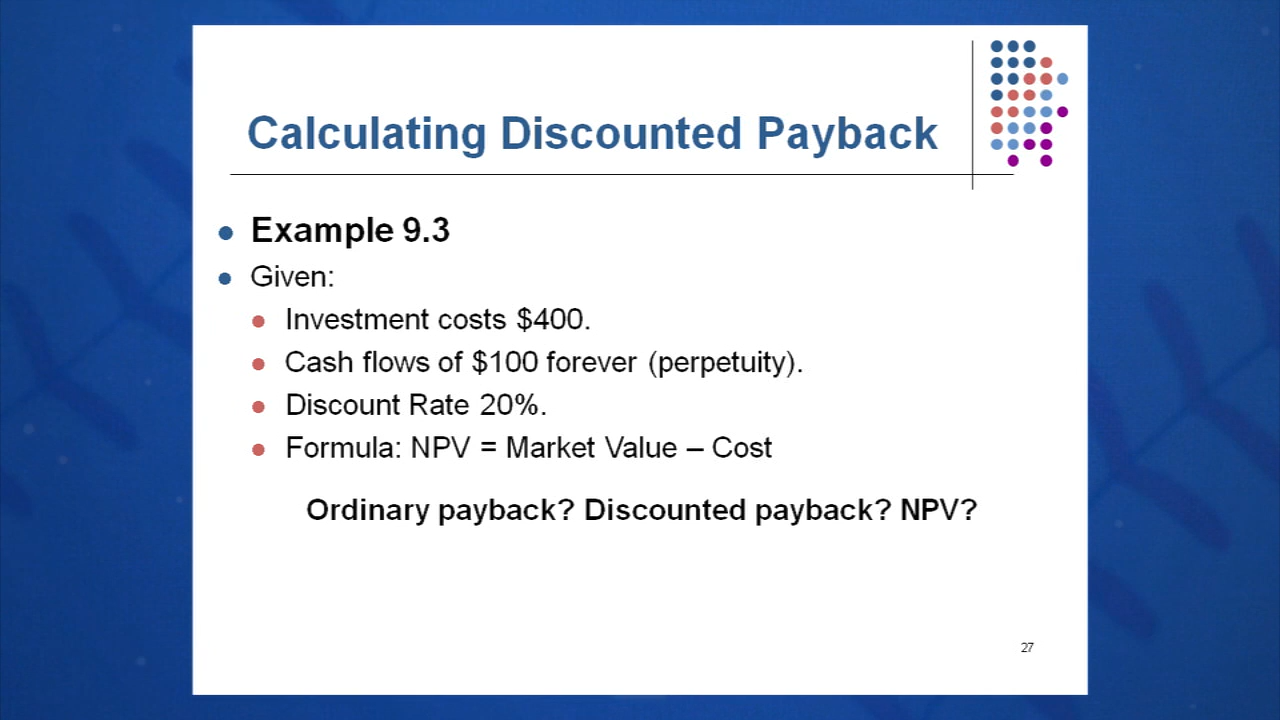 Calculating Discounted Payback
Example 9.3
Given:
Investment costs $400.
Cash flows of $100 forever (perpetuity).
Discount Rate 20%.
Formula: NPV = Market Value – Cost
Ordinary payback? Discounted payback? NPV?
27